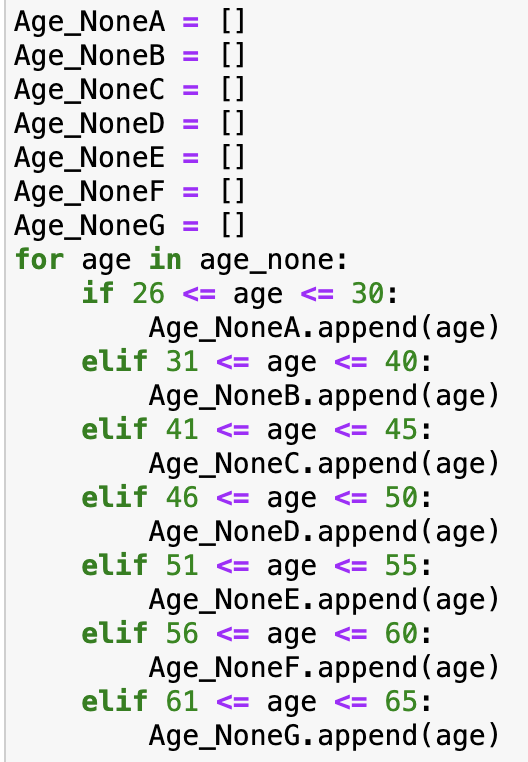 Age_NoneA = []
Age_NoneB = []
Age_NoneC = []
Age_NoneD = []
Age_NoneE = []
Age_NoneF = []
Age_NoneG = []
for age in age_none:
    if 26 <= age <= 30:
        Age_NoneA.append(age)
    elif 31 <= age <= 40:
        Age_NoneB.append(age)
    elif 41 <= age <= 45:
        Age_NoneC.append(age)
    elif 46 <= age <= 50:
        Age_NoneD.append(age)
    elif 51 <= age <= 55:
        Age_NoneE.append(age)
    elif 56 <= age <= 60:
        Age_NoneF.append(age)
    elif 61 <= age <= 65:
        Age_NoneG.append(age)